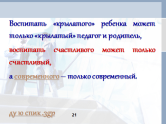 Воспитать «крылатого» ребенка может
только «крылатый» педагог и родитель,
воспитать счастливого может только
счастливый,
а современного – только современный.
21